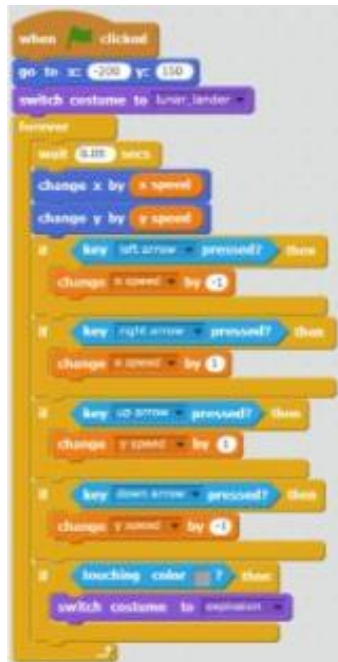 when clicked
go to x: -200 y: 150
switch costume to lunar_lander
forever
wait 0.05 secs
change x by x speed
change y by y speed
if key left arrow pressed? then
change x speed by -1
if key right arrow pressed? then
change x speed by 1
if key up arrow pressed? then
change y speed by 1
if key down arrow pressed? then
change y speed by -1
if touching color ? then
switch costume to explosion